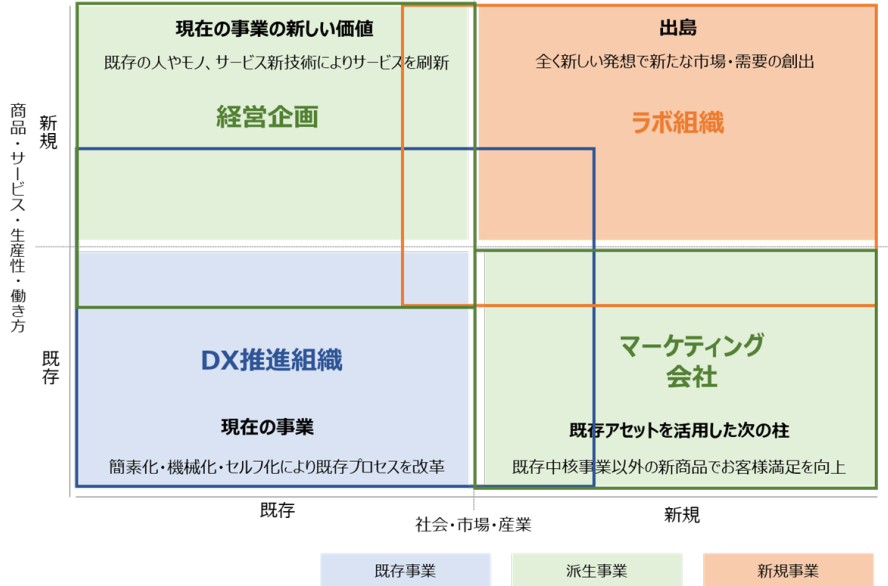 現在の事業の新しい価値
既存の人やモノ、サービス新技術によりサービスを刷新
経営企画
出島
全く新しい発想で新たな市場・需要の創出
ラボ組織
商品・サービス・生産性・働き方
新規
既存
DX推進組織
現在の事業
簡素化・機械化・セルフ化により既存プロセスを改革
マーケティング
会社
既存アセットを活用した次の柱
既存中核事業以外の新商品でお客様満足を向上
既存
新規
社会・市場・産業
既存事業
派生事業
新規事業